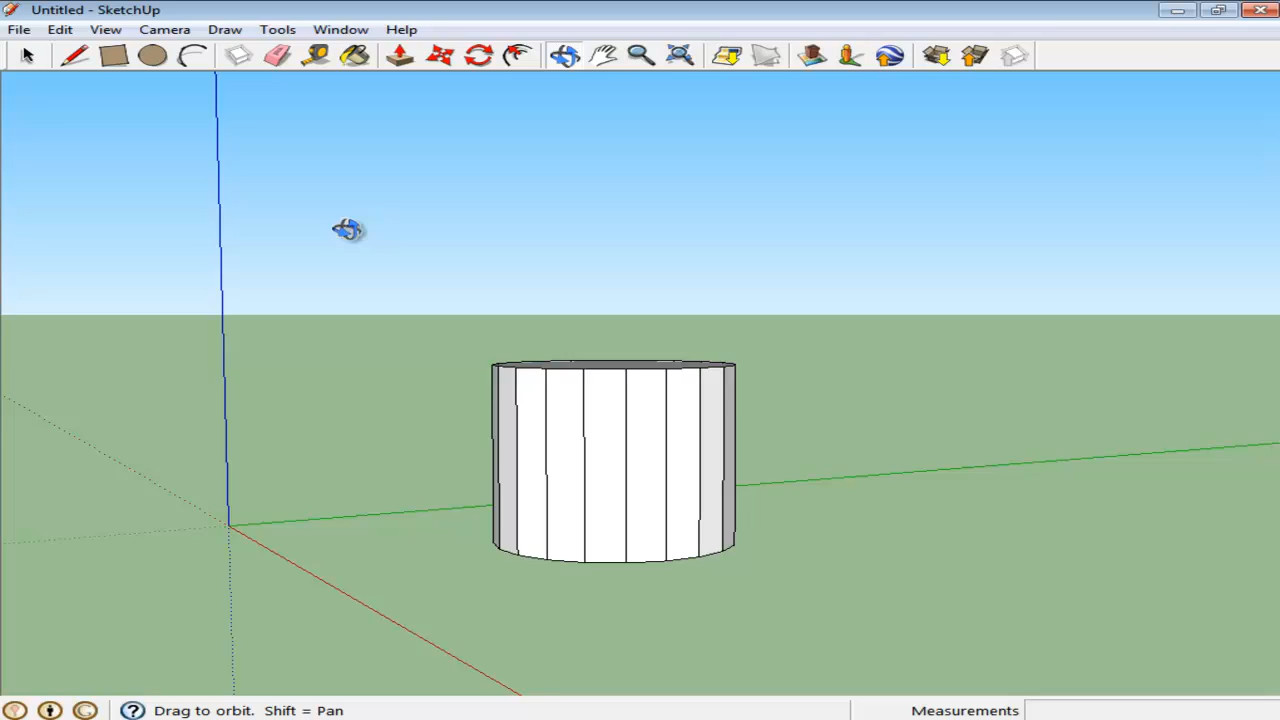 Untitled - SketchUp
File Edit View Camera Draw Tools Window Help
Drag to orbit. Shift = Pan Measurements